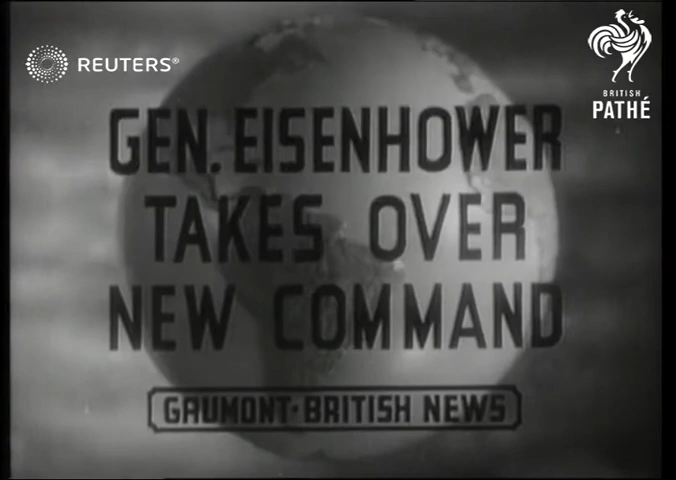 REUTERS®
BRITISH
PATHÉ
GEN. EISENHOWER
TAKES OVER
NEW COMMAND
GAUMONT-BRITISH NEWS